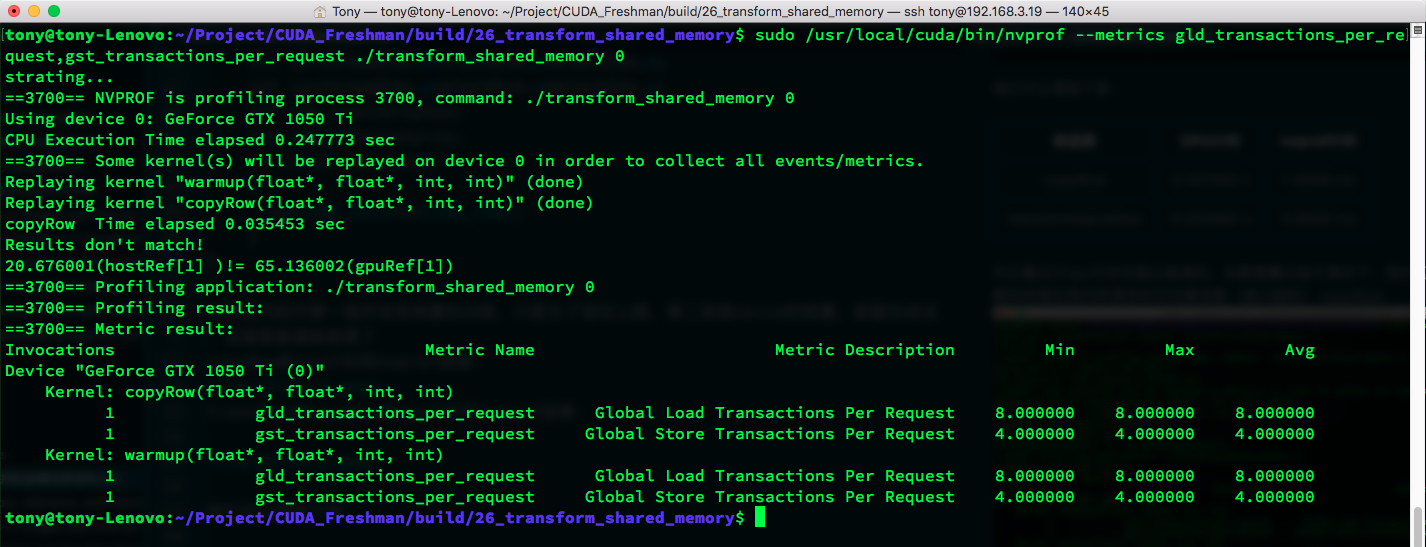 Tony — tony@tony-Lenovo: ~/Project/CUDA_Freshman/build/26_transform_shared_memory — ssh tony@192.168.3.19 — 140×45
tony@tony-Lenovo:~/Project/CUDA_Freshman/build/26_transform_shared_memory$ sudo /usr/local/cuda/bin/nvprof --metrics gld_transactions_per_re
quest,gst_transactions_per_request ./transform_shared_memory 0
strating...
==3700== NVPROF is profiling process 3700, command: ./transform_shared_memory 0
Using device 0: GeForce GTX 1050 Ti
CPU Execution Time elapsed 0.247773 sec
==3700== Some kernel(s) will be replayed on device 0 in order to collect all events/metrics.
Replaying kernel "warmup(float*, float*, int, int)" (done)
Replaying kernel "copyRow(float*, float*, int, int)" (done)
copyRow  Time elapsed 0.035453 sec
Results don't match!
20.676001(hostRef[1] )!= 65.136002(gpuRef[1])
==3700== Profiling application: ./transform_shared_memory 0
==3700== Profiling result:
==3700== Metric result:
Invocations                               Metric Name                        Metric Description         Min         Max         Avg
Device "GeForce GTX 1050 Ti (0)"
    Kernel: copyRow(float*, float*, int, int)
          1              gld_transactions_per_request      Global Load Transactions Per Request    8.000000    8.000000    8.000000
          1              gst_transactions_per_request     Global Store Transactions Per Request    4.000000    4.000000    4.000000
    Kernel: warmup(float*, float*, int, int)
          1              gld_transactions_per_request      Global Load Transactions Per Request    8.000000    8.000000    8.000000
          1              gst_transactions_per_request     Global Store Transactions Per Request    4.000000    4.000000    4.000000
tony@tony-Lenovo:~/Project/CUDA_Freshman/build/26_transform_shared_memory$